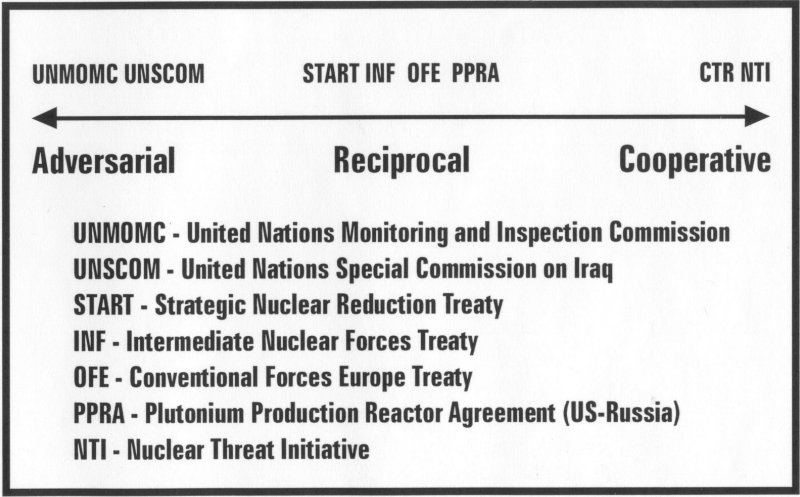 UNMOMC UNSCOM START INF OFE PPRA CTR NTI
Adversarial Reciprocal Cooperative
UNMOMC - United Nations Monitoring and Inspection Commission
UNSCOM - United Nations Special Commission on Iraq
START - Strategic Nuclear Reduction Treaty
INF - Intermediate Nuclear Forces Treaty
OFE - Conventional Forces Europe Treaty
PPRA - Plutonium Production Reactor Agreement (US-Russia)
NTI - Nuclear Threat Initiative